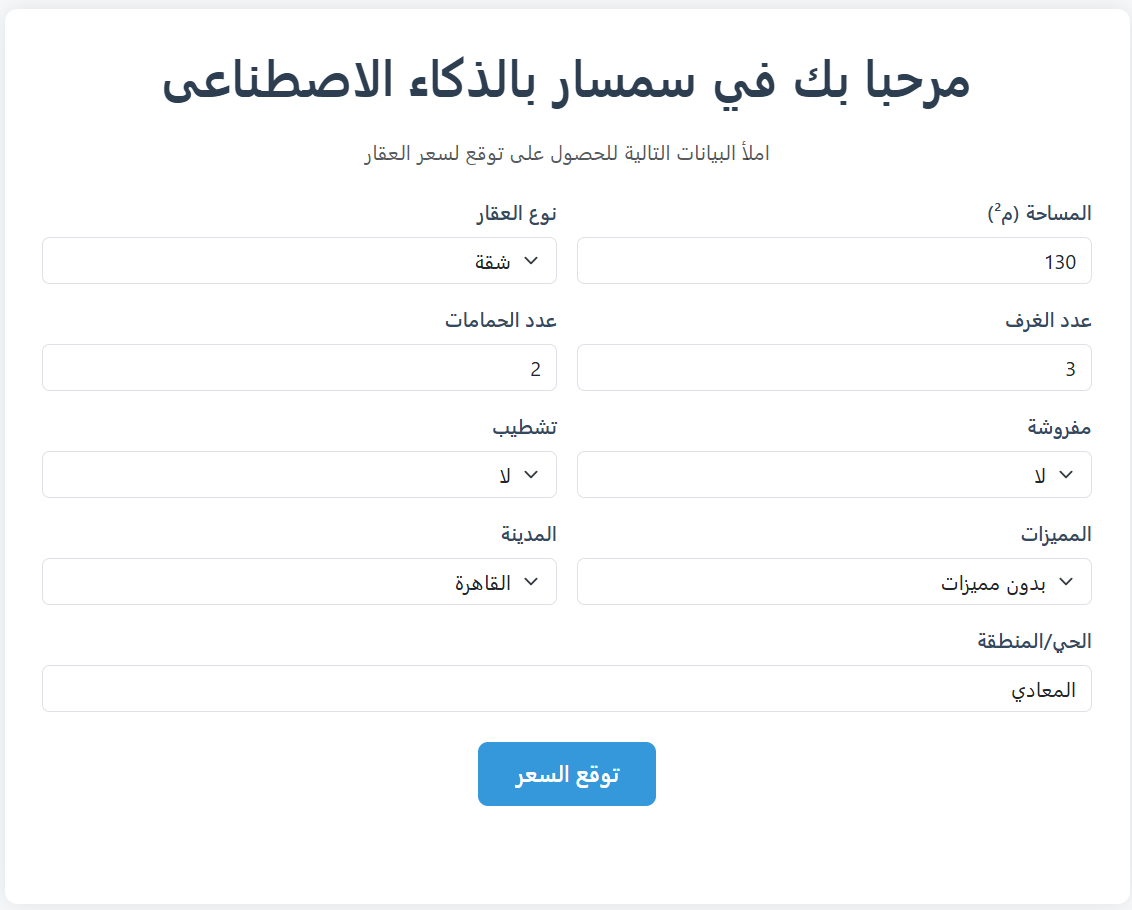 مرحبا بك في سمسار بالذكاء الاصطناعى
املأ البيانات التالية للحصول على توقع لسعر العقار
المساحة (م²)
نوع العقار
130
شقة
عدد الغرف
عدد الحمامات
3
2
مفروشة
تشطيب
لا
لا
المميزات
المدينة
بدون مميزات
القاهرة
الحي/المنطقة
المعادي
توقع السعر